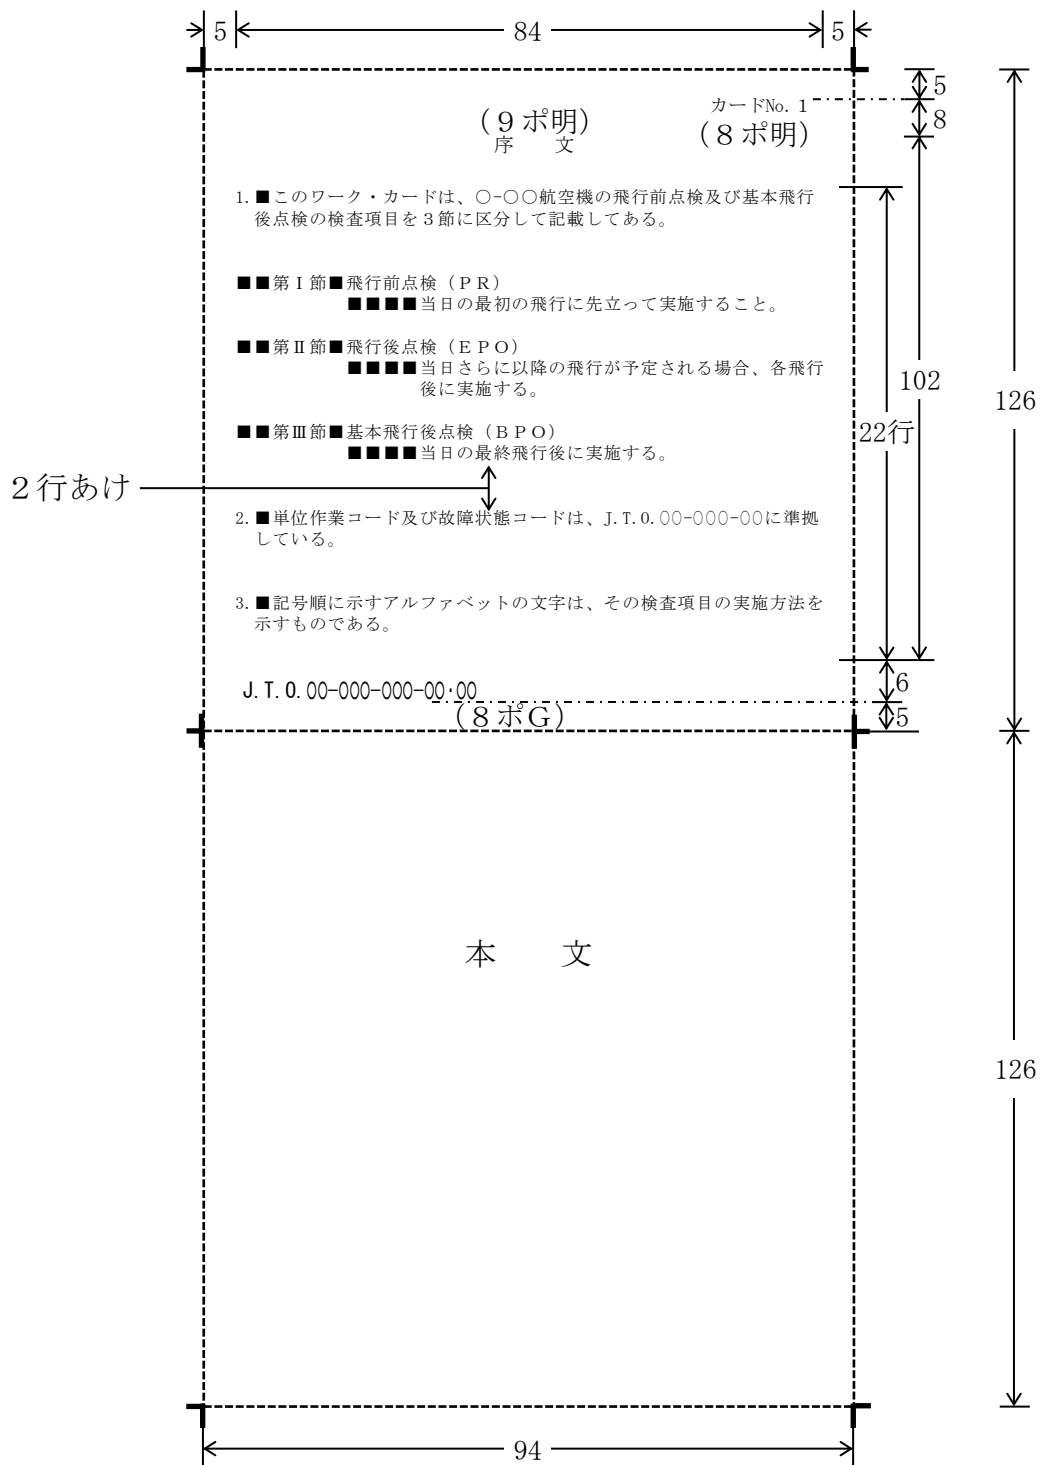 5 84 5
カードNo. 1
(９ポ明)
(８ポ明)
序　文
5
8
1. ■このワーク・カードは、○-○○航空機の飛行前点検及び基本飛行
後点検の検査項目を３節に区分して記載してある。
■■第Ⅰ節■飛行前点検（ＰＲ）
■■■■当日の最初の飛行に先立って実施すること。
■■第Ⅱ節■飛行後点検（ＥＰＯ）
■■■■当日さらに以降の飛行が予定される場合、各飛行
後に実施する。
102
126
■■第Ⅲ節■基本飛行後点検（ＢＰＯ）
22行
■■■■当日の最終飛行後に実施する。
２行あけ
2. ■単位作業コード及び故障状態コードは、J.T.O.○○-○○○-○○に準拠
している。
3. ■記号順に示すアルファベットの文字は、その検査項目の実施方法を
示すものである。
6
J.T.O.○○-○○○-○○○-○○・○○
(８ポＧ)
5
本　文
126
94